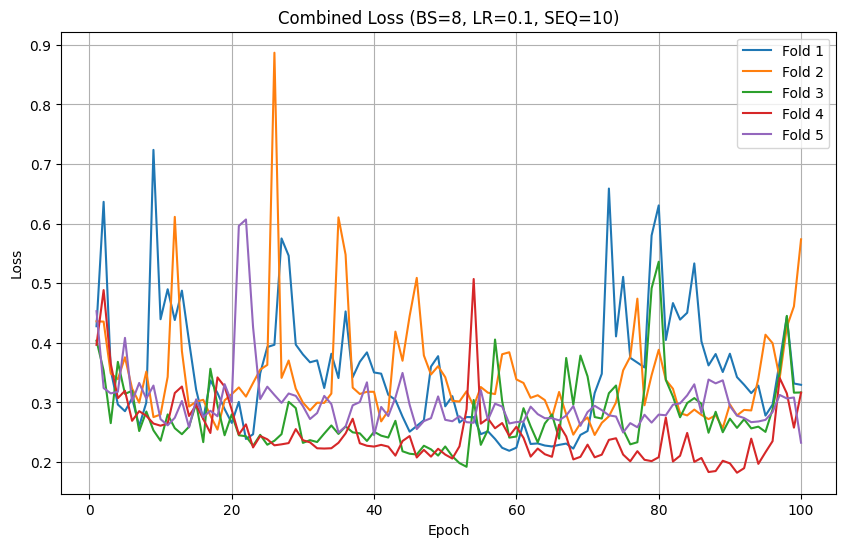 Combined Loss (BS=8, LR=0.1, SEQ=10)
Fold 1
Fold 2
Fold 3
Fold 4
Fold 5
Loss
0.9
0.8
0.7
0.6
0.5
0.4
0.3
0.2
0
20
40
60
80
100
Epoch